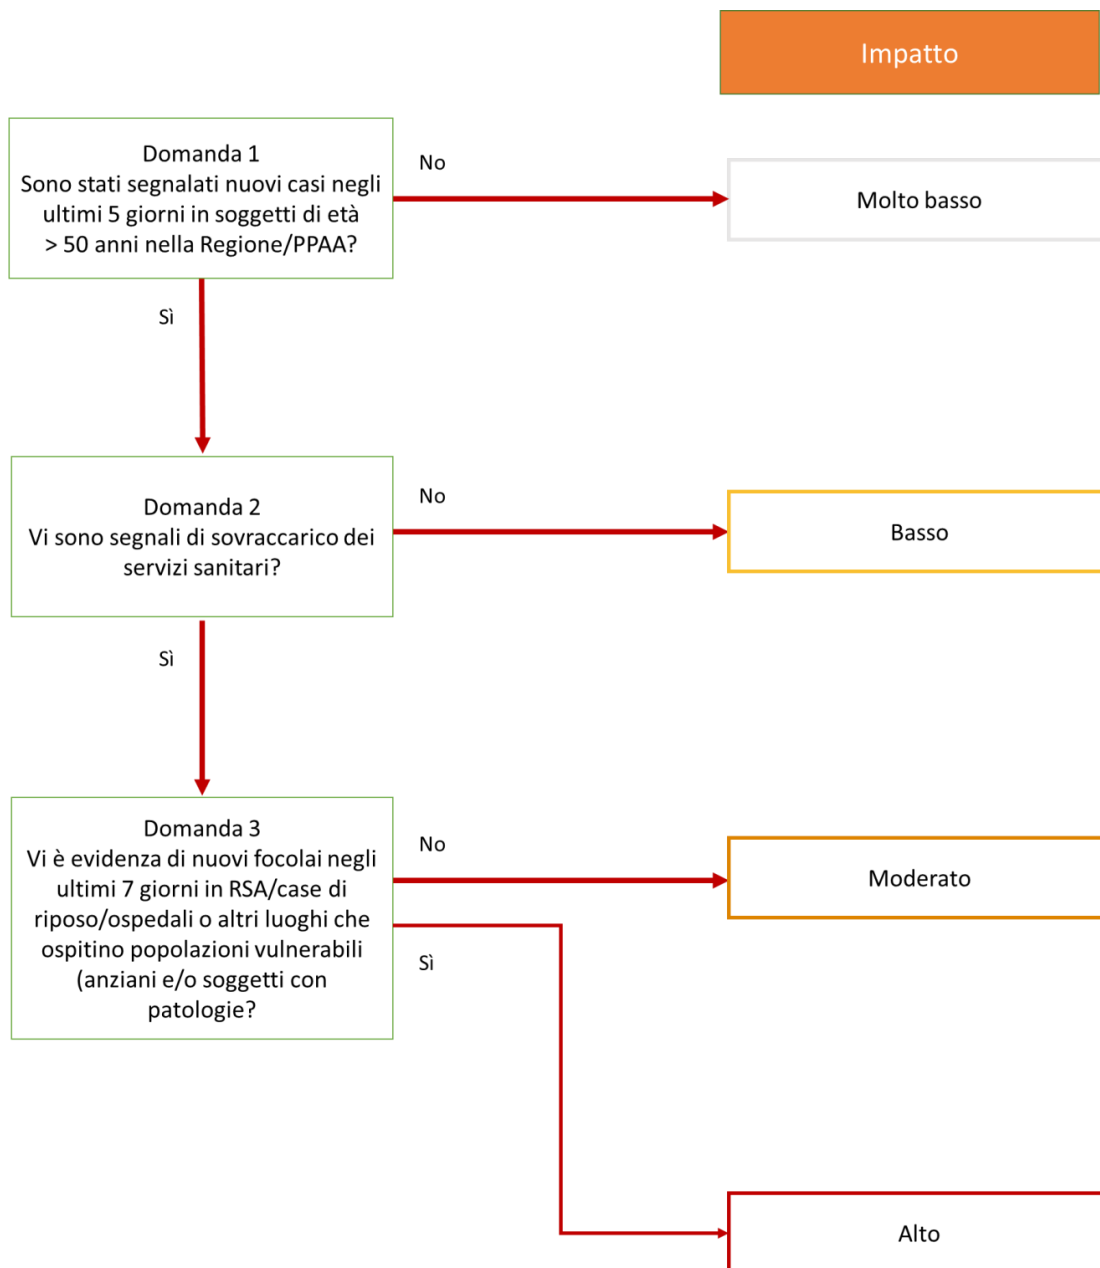 Impatto
Domanda 1
Sono stati segnalati nuovi casi negli
ultimi 5 giorni in soggetti di età
> 50 anni nella Regione/PPAA?
No
Molto basso
Sì
Domanda 2
Vi sono segnali di sovraccarico dei
servizi sanitari?
No
Basso
Sì
Domanda 3
Vi è evidenza di nuovi focolai negli
ultimi 7 giorni in RSA/case di
riposo/ospedali o altri luoghi che
ospitino popolazioni vulnerabili
(anziani e/o soggetti con
patologie?
No
Moderato
Sì
Alto